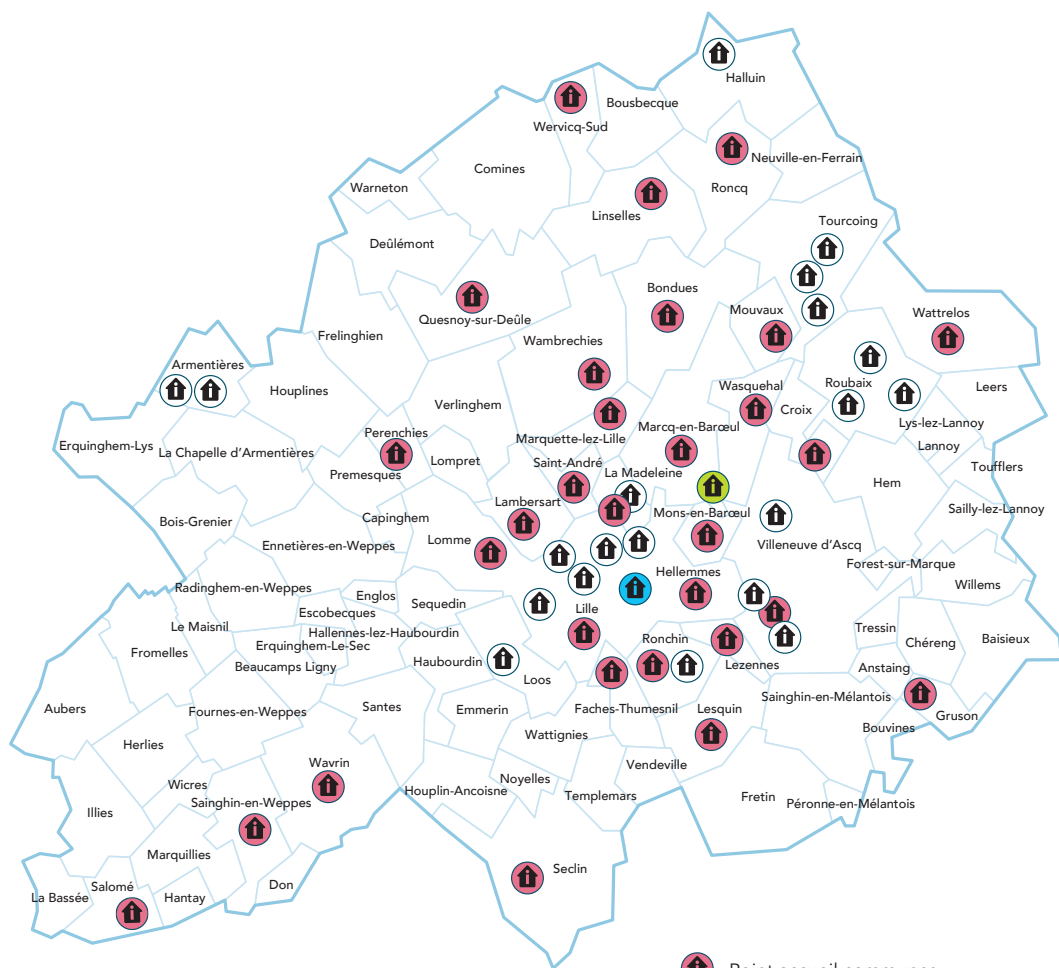 Halluin
Bousbecque
Wervicq-Sud
Neuville-en-Ferrain
Comines
Roncq
Warneton
Linselles
Tourcoing
Deûlémont
Bondues
Quesnoy-sur-Deûle
Mouvaux
Wattrelos
Frelinghien
Wambrechies
Armentières
Houplines
Wasquehal
Roubaix
Leers
Verlinghem
Croix
Lys-lez-Lannoy
Perenchies
Marquette-lez-Lille
Marcq-en-Barœul
Erquinghem-Lys
La Chapelle d'Armentières
Lannoy
Premesques
Lompret
Saint-André
La Madeleine
Toufflers
Hem
Lambersart
Sailly-lez-Lannoy
Bois-Grenier
Capinghem
Mons-en-Barœul
Ennetières-en-Weppes
Lomme
Villeneuve d'Ascq
Forest-sur-Marque
Hellemmes
Willems
Radinghem-en-Weppes
Englos
Sequedin
Escobecques
Lille
Le Maisnil
Hallennes-lez-Haubourdin
Tressin
Fromelles
Erquinghem-Le-Sec
Ronchin
Chéreng
Baisieux
Beaucamps Ligny
Haubourdin
Lezennes
Anstaing
Loos
Aubers
Fournes-en-Weppes
Santes
Emmerin
Faches-Thumesnil
Sainghin-en-Mélantois
Lesquin
Gruson
Bouvines
Herlies
Wattignies
Wavrin
Vendeville
Wicres
Noyelles
Houplin-Ancoisne
Templemars
Fretin
Péronne-en-Mélantois
Sainghin-en-Weppes
Illies
Marquillies
Seclin
Salomé
Don
La Bassée
Hantay